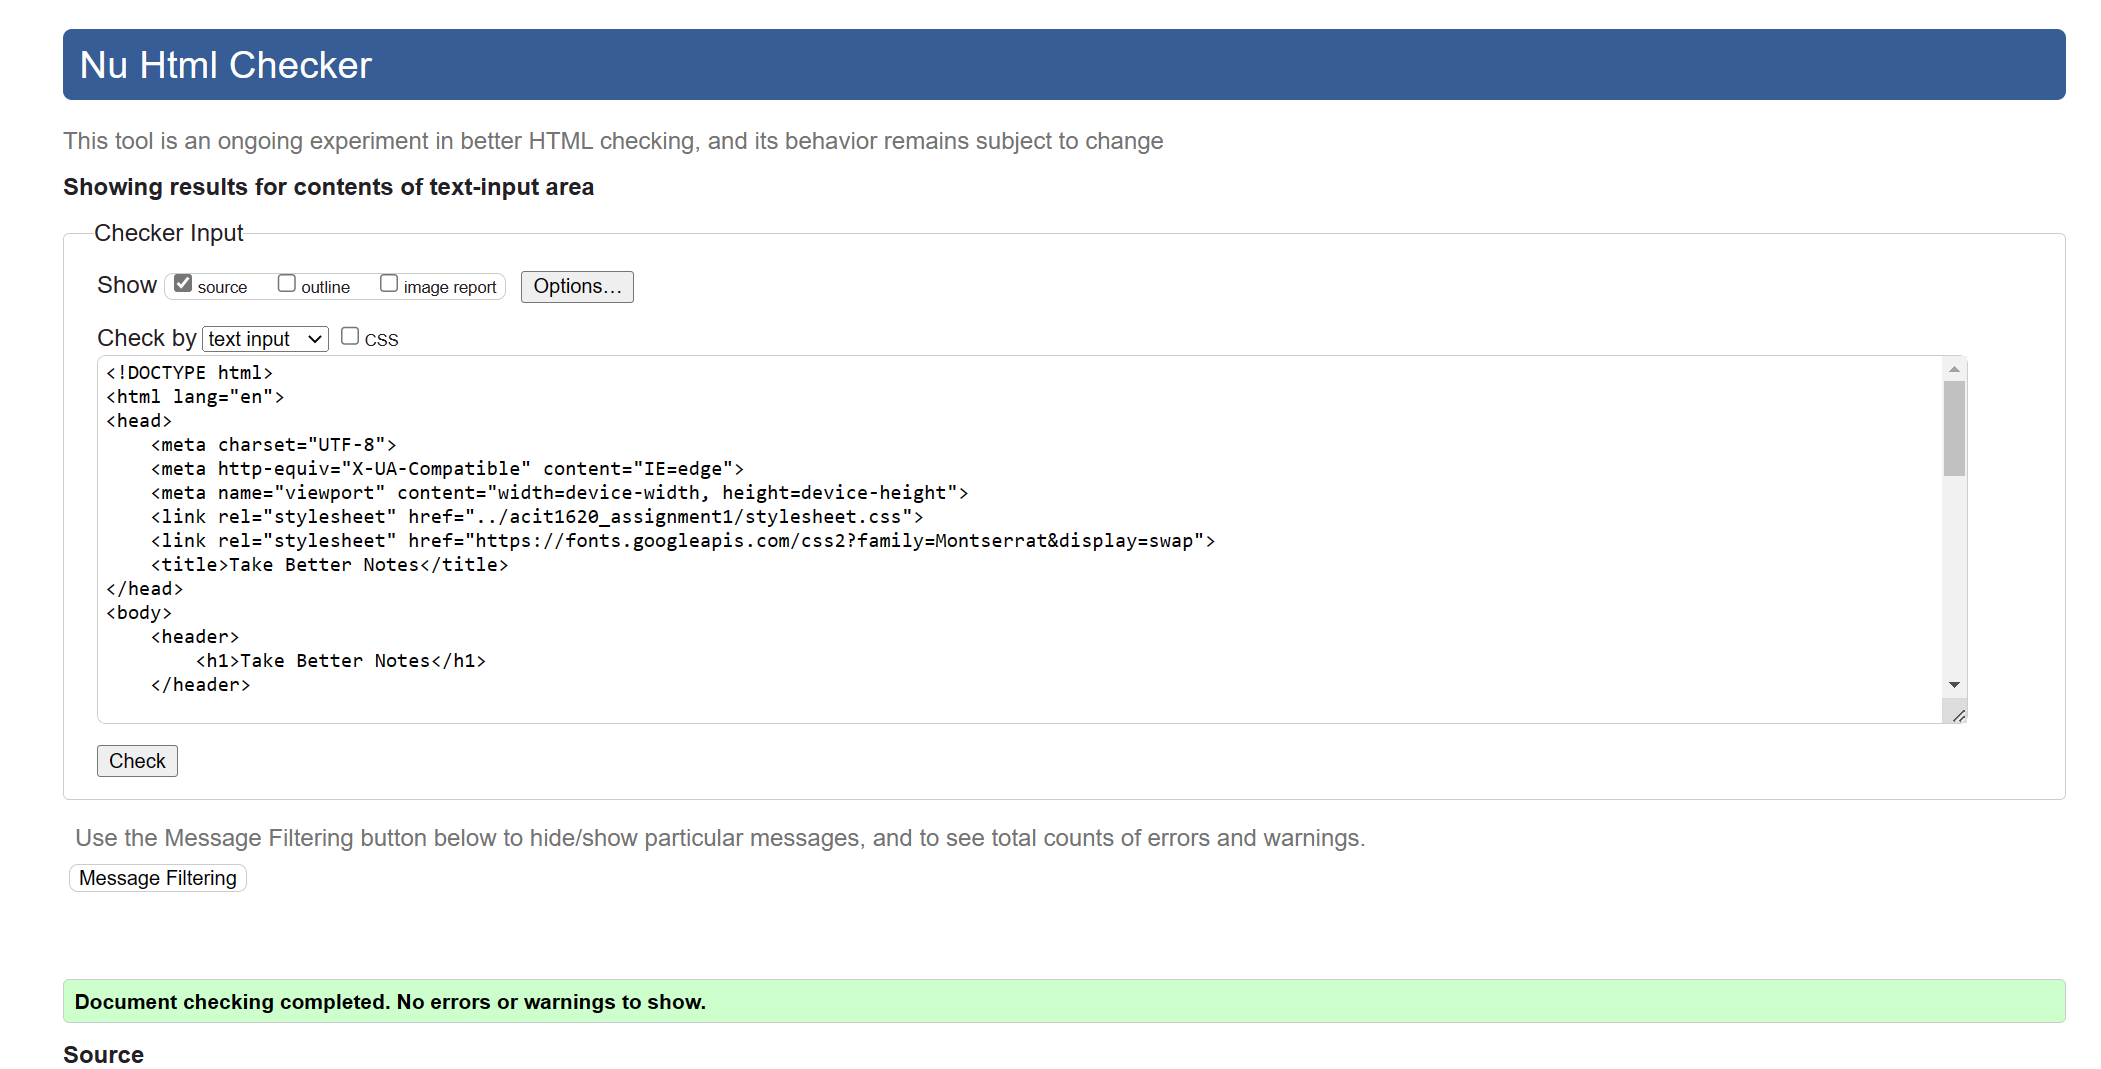 Nu Html Checker
This tool is an ongoing experiment in better HTML checking, and its behavior remains subject to change
Showing results for contents of text-input area
Checker Input
Show source outline image report Options...
Check by text input CSS
<!DOCTYPE html>
<html lang="en">
<head>
    <meta charset="UTF-8">
    <meta http-equiv="X-UA-Compatible" content="IE=edge">
    <meta name="viewport" content="width=device-width, height=device-height">
    <link rel="stylesheet" href="../acit1620_assignment1/stylesheet.css">
    <link rel="stylesheet" href="https://fonts.googleapis.com/css2?family=Montserrat&display=swap">
    <title>Take Better Notes</title>
</head>
<body>
    <header>
        <h1>Take Better Notes</h1>
    </header>
Check
Use the Message Filtering button below to hide/show particular messages, and to see total counts of errors and warnings.
Message Filtering
Document checking completed. No errors or warnings to show.
Source